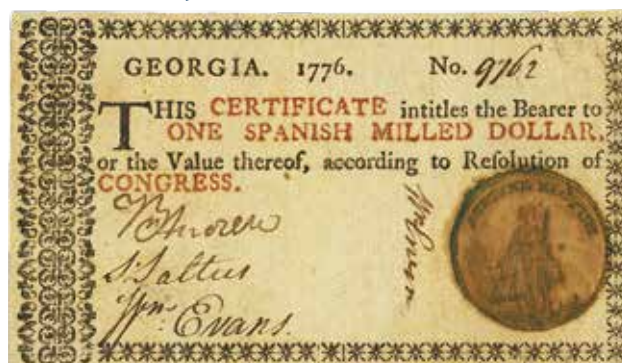 GEORGIA. 1776. No. 9762
THIS CERTIFICATE intitles the Bearer to
ONE SPANISH MILLED DOLLAR,
or the Value thereof, according to Resolution of
CONGRESS.
S. Saltus
Wm. Evans.